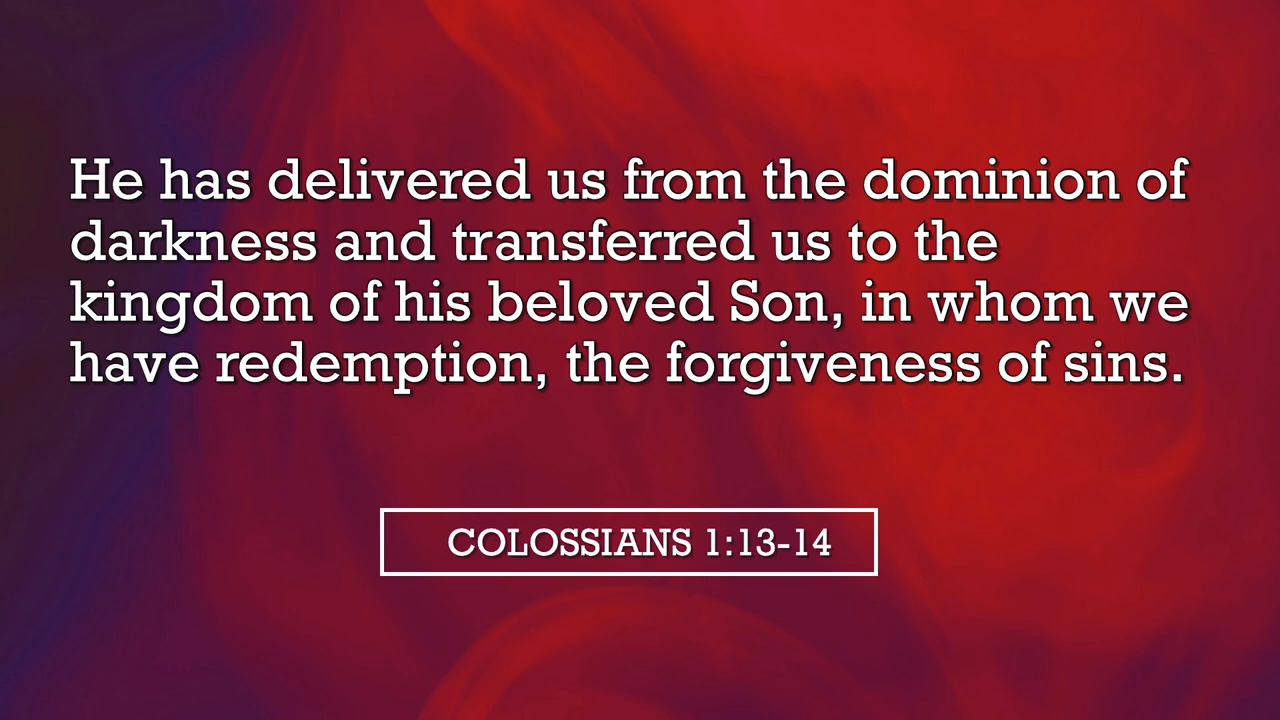 He has delivered us from the dominion of
darkness and transferred us to the
kingdom of his beloved Son, in whom we
have redemption, the forgiveness of sins.
COLOSSIANS 1:13-14